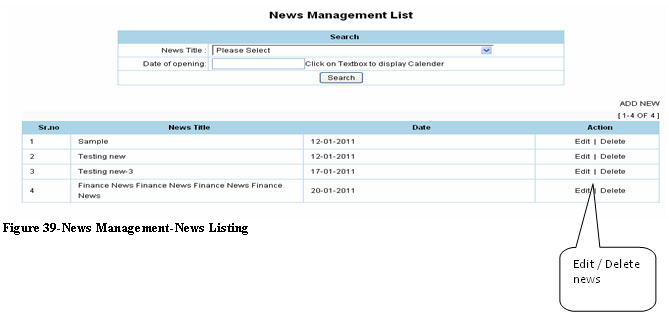 News Management List
Search
News Title : Please Select
Date of opening: Click on Textbox to display Calender
Search
ADD NEW
[ 1-4 OF 4 ]
Sr.no News Title Date Action
1 Sample 12-01-2011 Edit | Delete
2 Testing new 12-01-2011 Edit | Delete
3 Testing new-3 17-01-2011 Edit | Delete
4 Finance News Finance News Finance News Finance
News 20-01-2011 Edit | Delete
Figure 39-News Management-News Listing
Edit / Delete
news